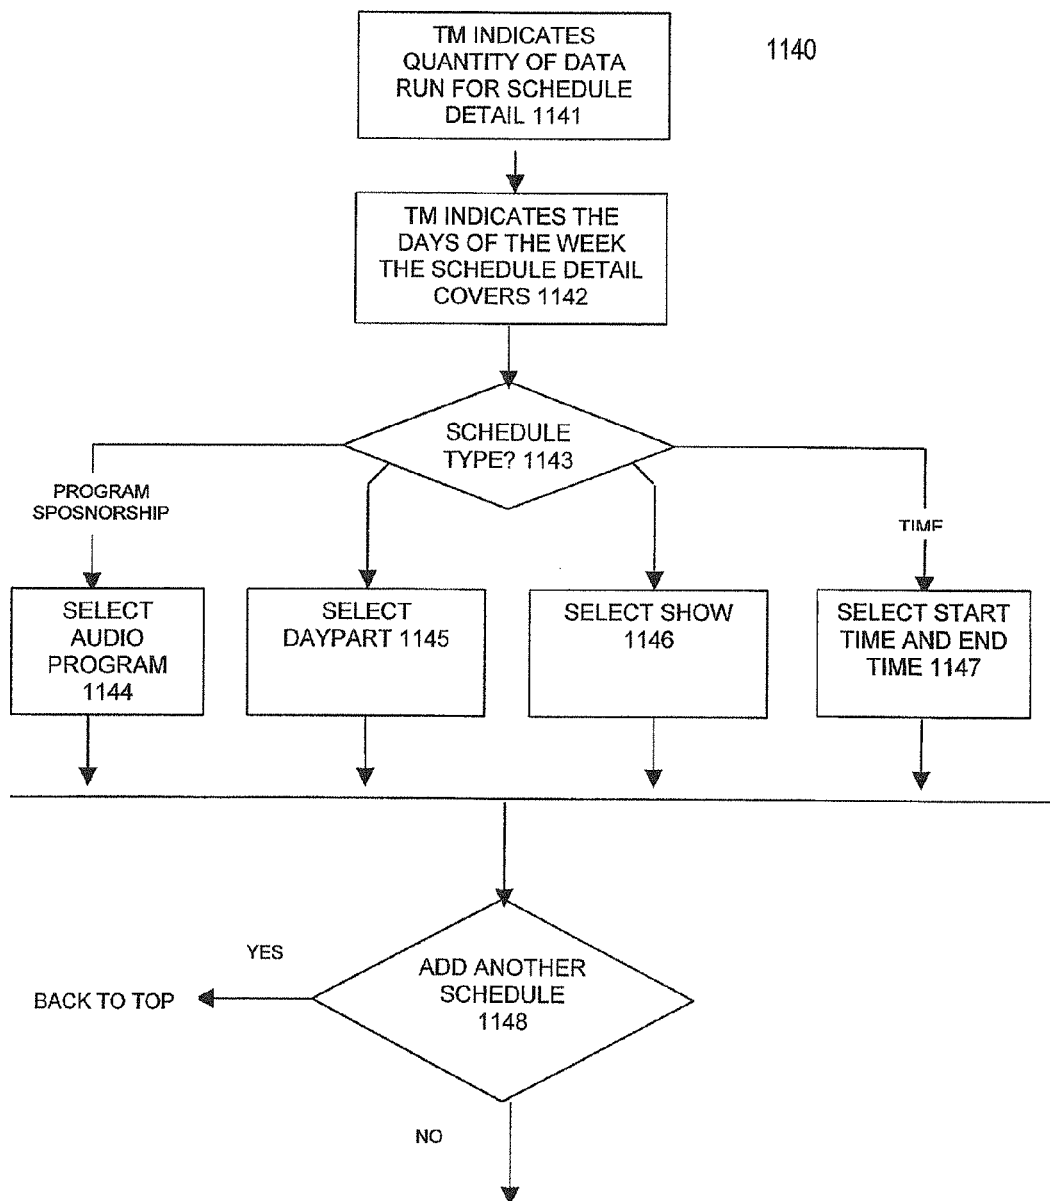 TM INDICATES
QUANTITY OF DATA
RUN FOR SCHEDULE
DETAIL 1141
1140
TM INDICATES THE
DAYS OF THE WEEK
THE SCHEDULE DETAIL
COVERS 1142
SCHEDULE
TYPE? 1143
PROGRAM
SPOSNORSHIP
TIME
SELECT
AUDIO
PROGRAM
1144
SELECT
DAYPART 1145
SELECT SHOW
1146
SELECT START
TIME AND END
TIME 1147
YES
ADD ANOTHER
SCHEDULE
1148
BACK TO TOP
NO